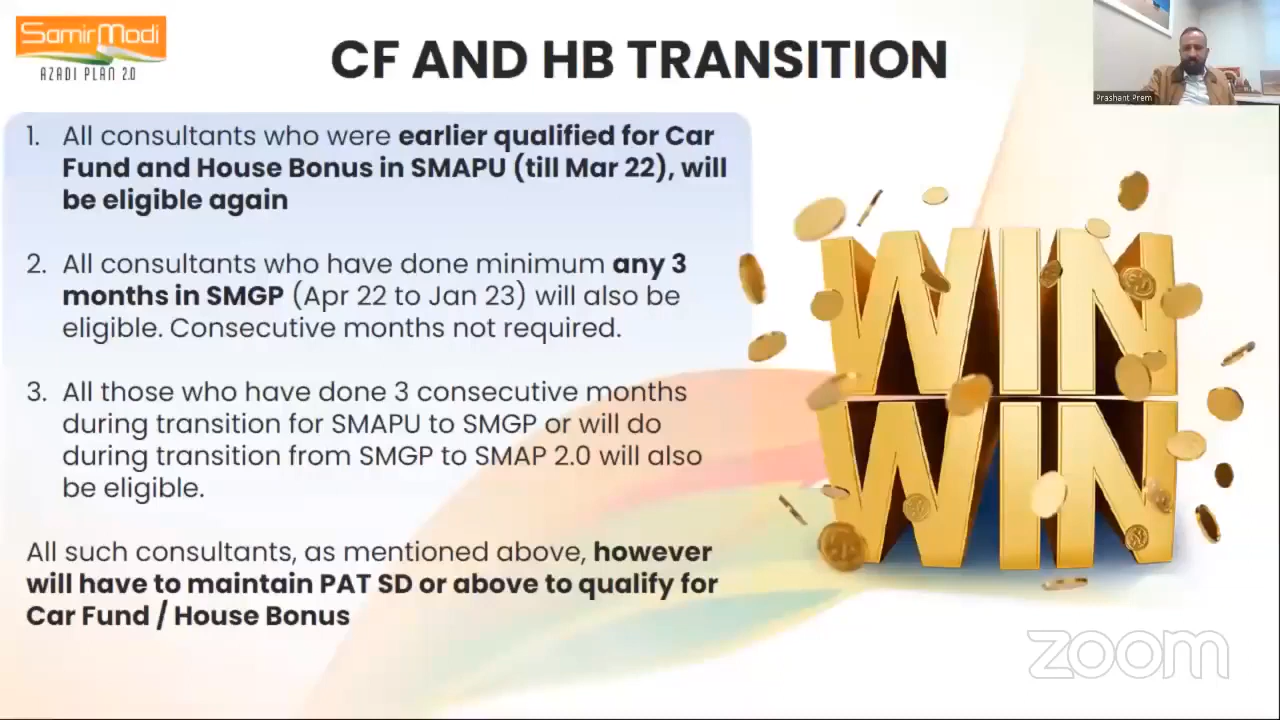 SamirModi
AZADI PLAN 2.0
CF AND HB TRANSITION
Prashant Prem
1. All consultants who were earlier qualified for Car
Fund and House Bonus in SMAPU (till Mar 22), will
be eligible again
2. All consultants who have done minimum any 3
months in SMGP (Apr 22 to Jan 23) will also be
eligible. Consecutive months not required.
3. All those who have done 3 consecutive months
during transition for SMAPU to SMGP or will do
during transition from SMGP to SMAP 2.0 will also
be eligible.
All such consultants, as mentioned above, however
will have to maintain PAT SD or above to qualify for
Car Fund / House Bonus
WIN
WIN
zoom